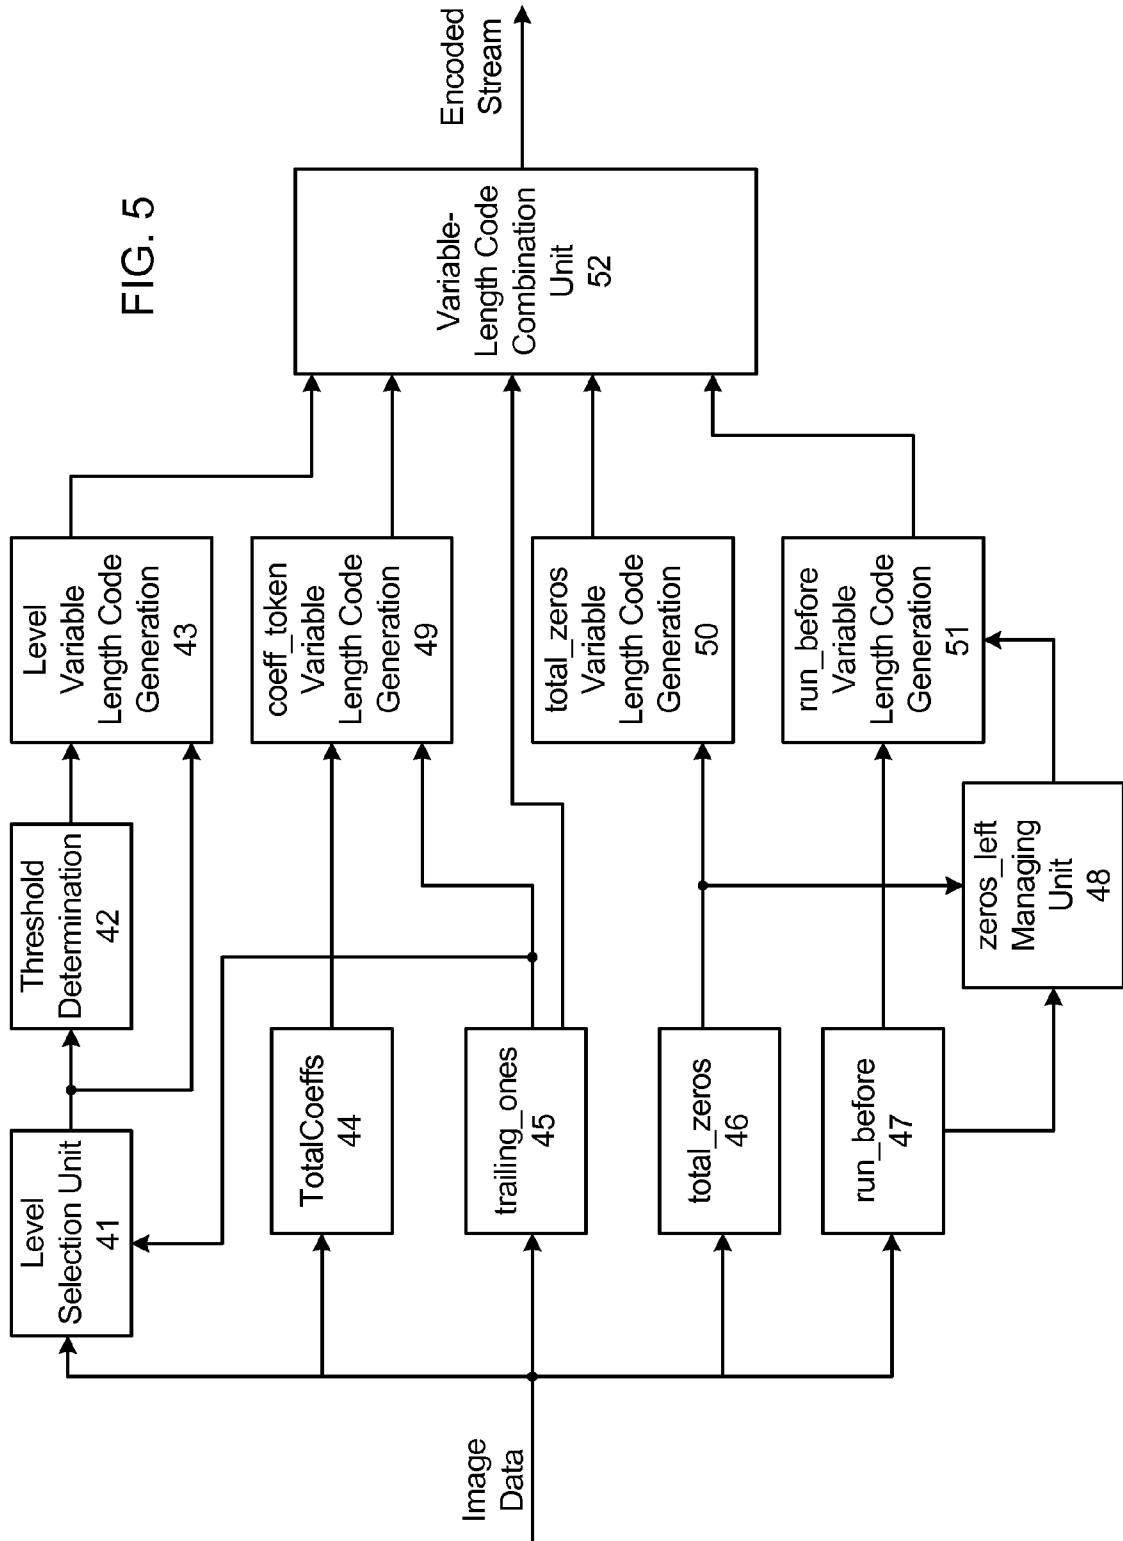 FIG. 5
Image
Data
Level
Selection Unit
41
Threshold
Determination
42
Level
Variable
Length Code
Generation
43
TotalCoeffs
44
coeff_token
Variable
Length Code
Generation
49
trailing_ones
45
total_zeros
46
total_zeros
Variable
Length Code
Generation
50
run_before
47
run_before
Variable
Length Code
Generation
51
zeros_left
Managing
Unit
48
Variable-
Length Code
Combination
Unit
52
Encoded
Stream